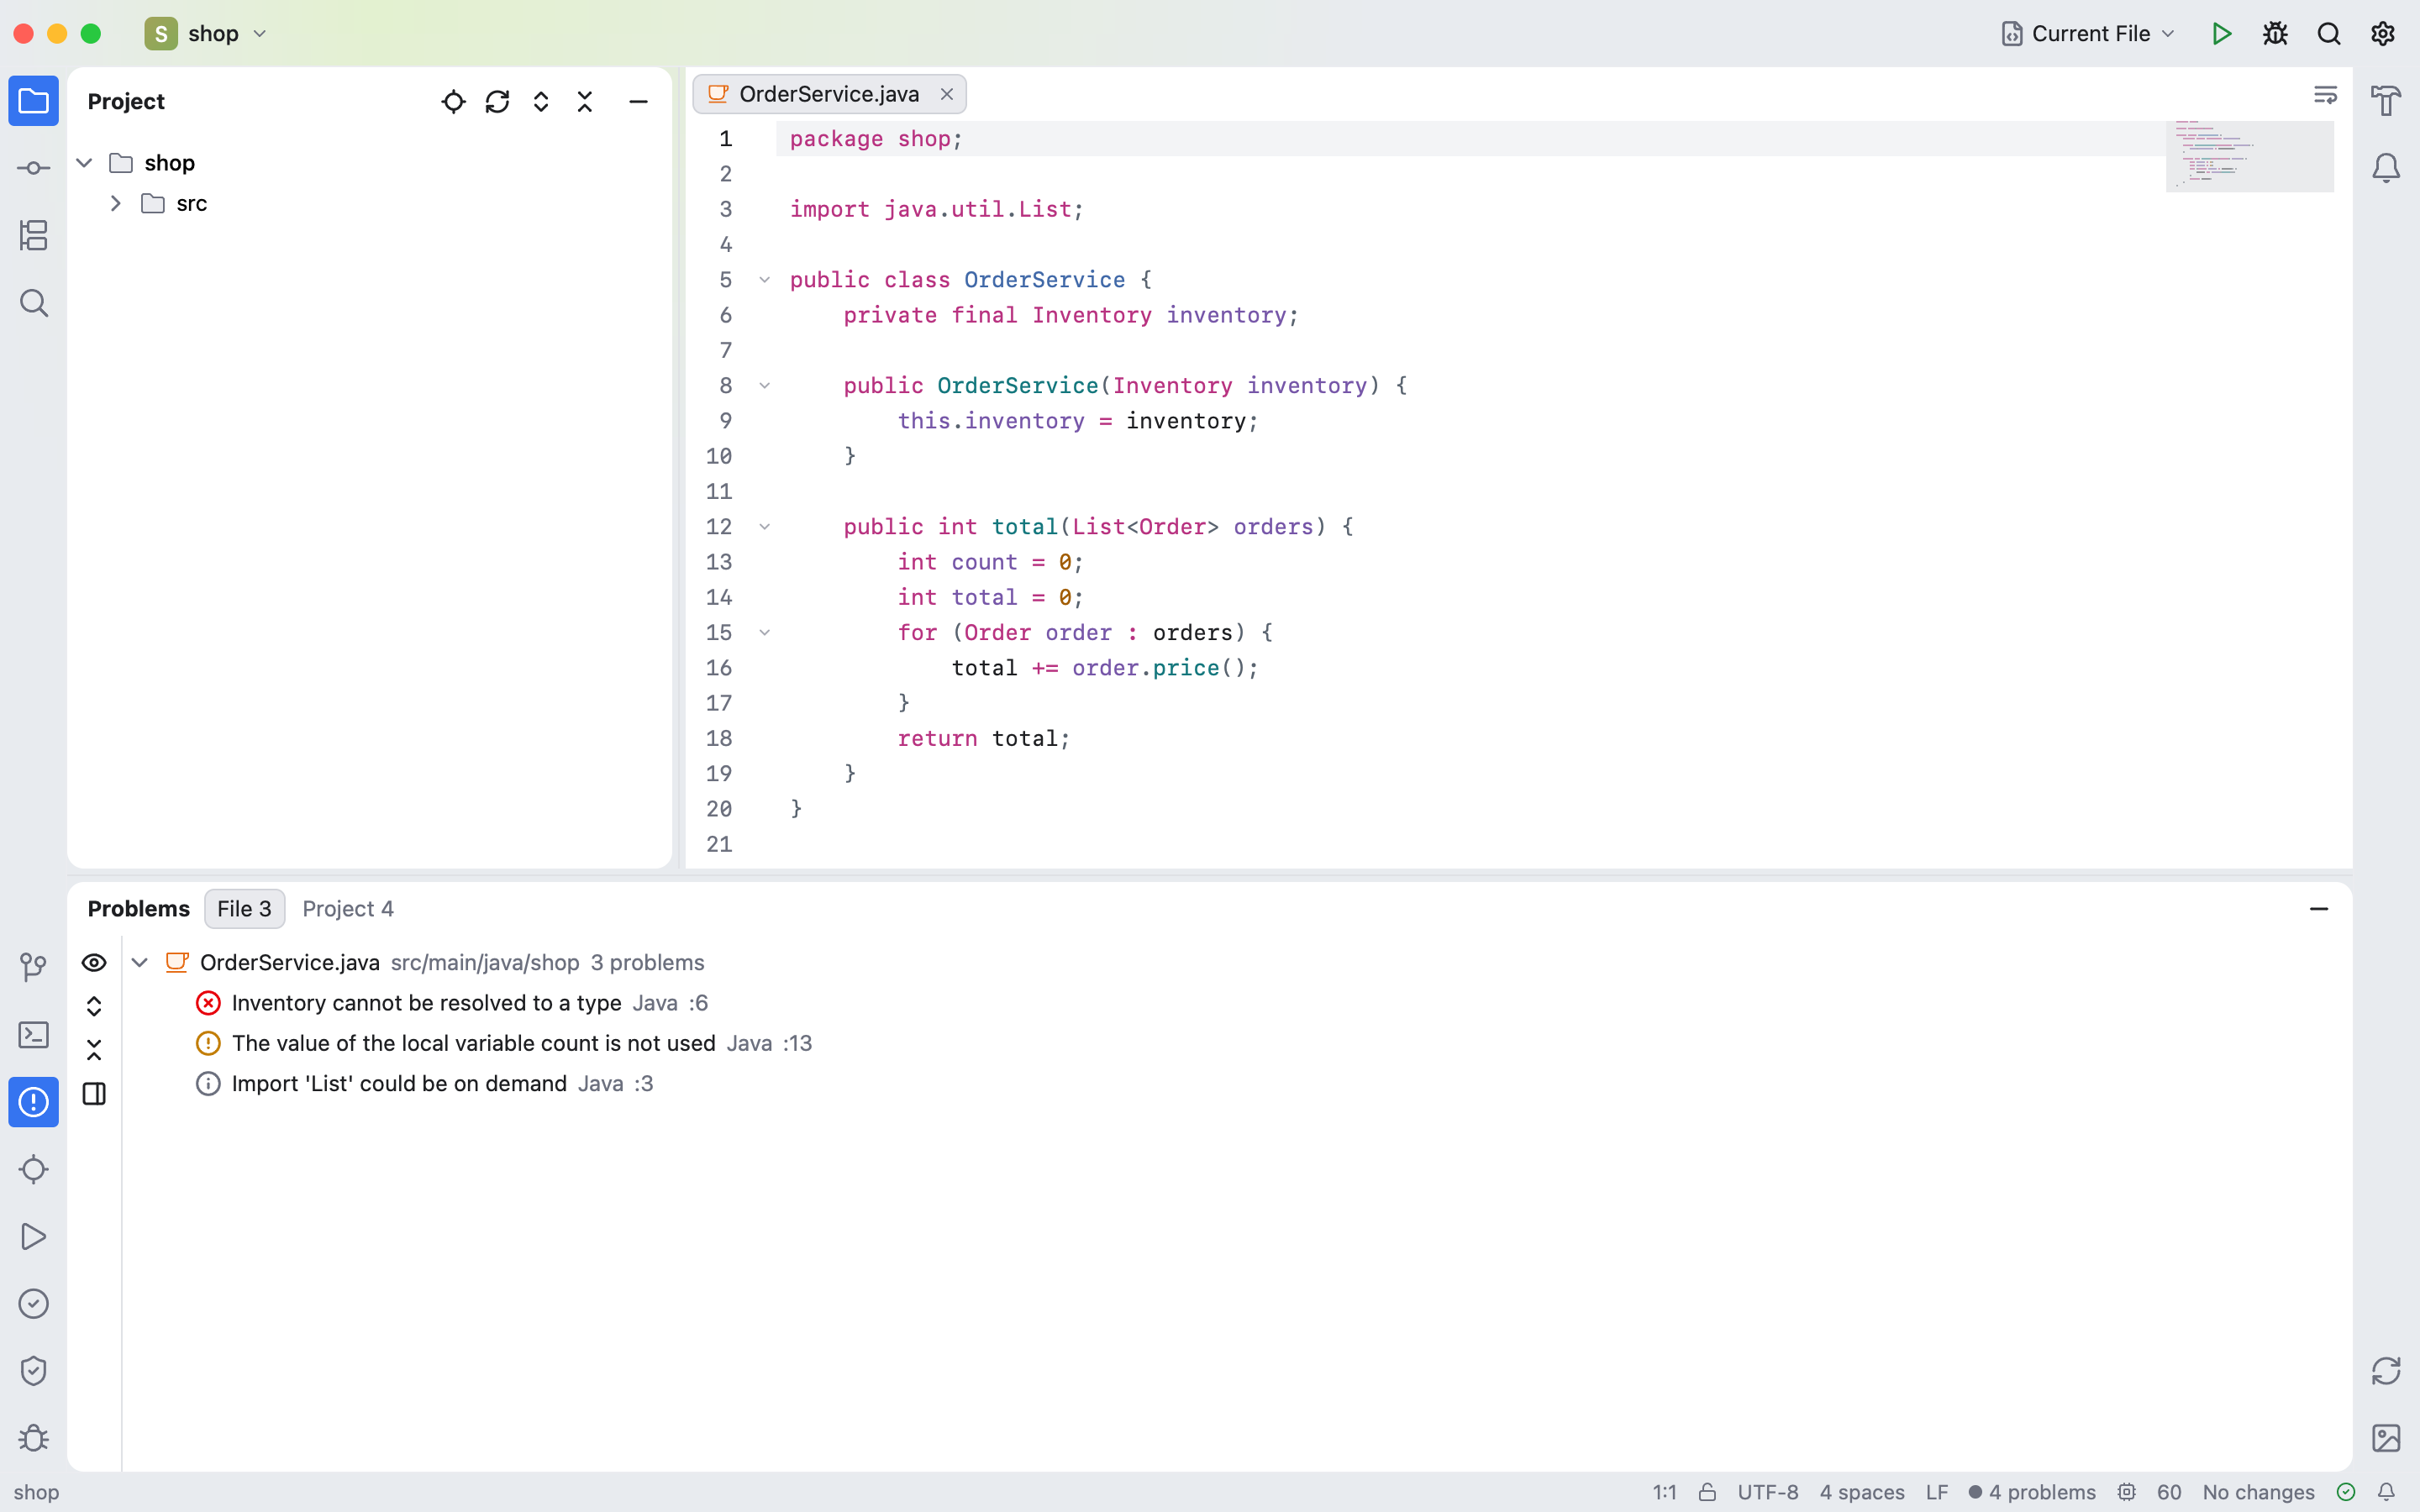 S shop
Current File
Project
shop
src
OrderService.java
1 package shop;
2
3 import java.util.List;
4
5 public class OrderService {
6     private final Inventory inventory;
7
8     public OrderService(Inventory inventory) {
9         this.inventory = inventory;
10     }
11
12     public int total(List<Order> orders) {
13         int count = 0;
14         int total = 0;
15         for (Order order : orders) {
16             total += order.price();
17         }
18         return total;
19     }
20 }
21
Problems File 3 Project 4
OrderService.java src/main/java/shop 3 problems
Inventory cannot be resolved to a type Java :6
The value of the local variable count is not used Java :13
Import 'List' could be on demand Java :3
shop 1:1 UTF-8 4 spaces LF 4 problems 60 No changes